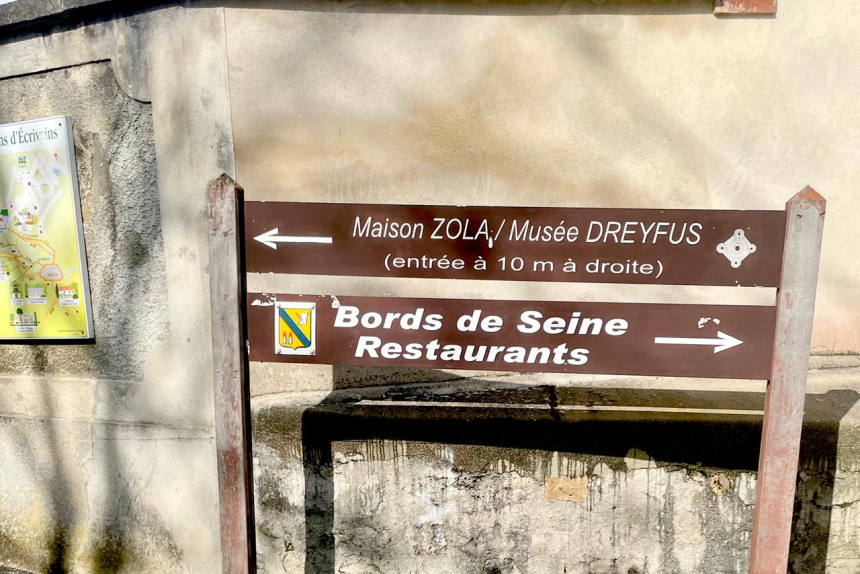 ns d'Écrivains
Maison ZOLA / Musée DREYFUS
(entrée à 10 m à droite)
Bords de Seine
Restaurants